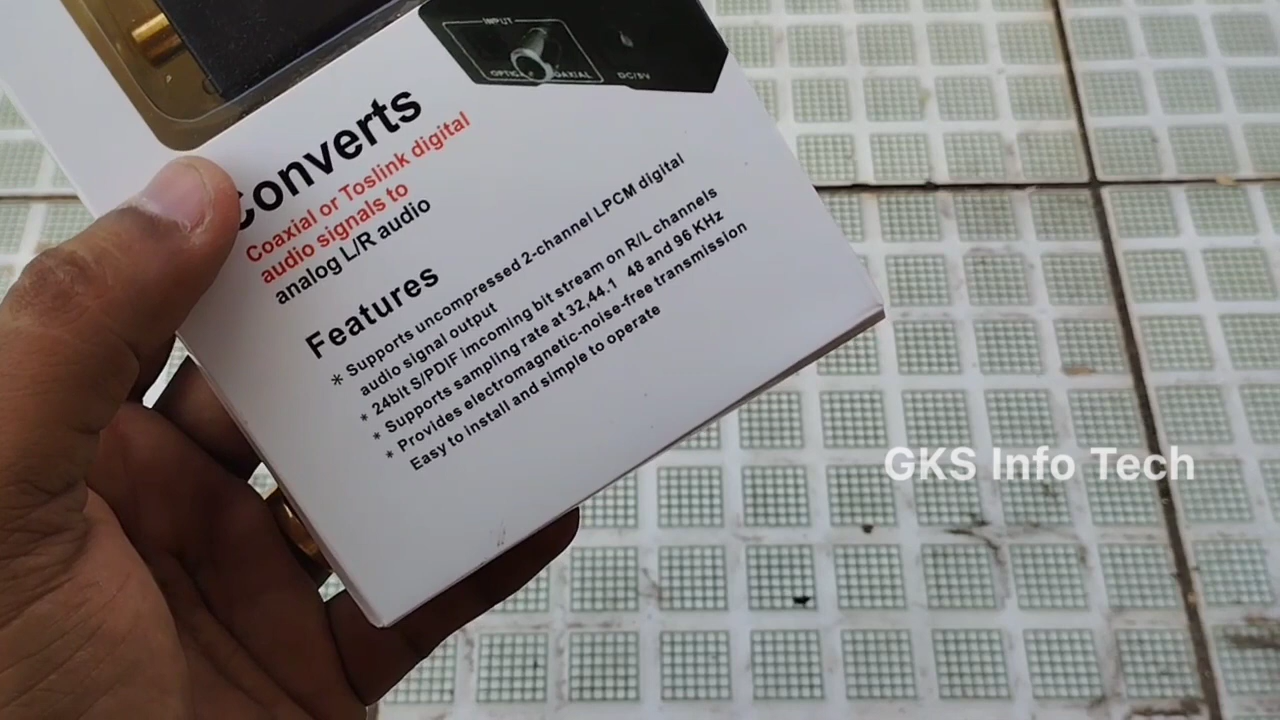 INPUT
COAXIAL
DC/5V
Converts
Coaxial or Toslink digital
audio signals to
analog L/R audio
Features
* Supports uncompressed 2-channel LPCM digital
audio signal output
* 24bit S/PDIF imcoming bit stream on R/L channels
* Supports sampling rate at 32,44.1 48 and 96 KHz
* Provides electromagnetic-noise-free transmission
Easy to install and simple to operate
GKS Info Tech